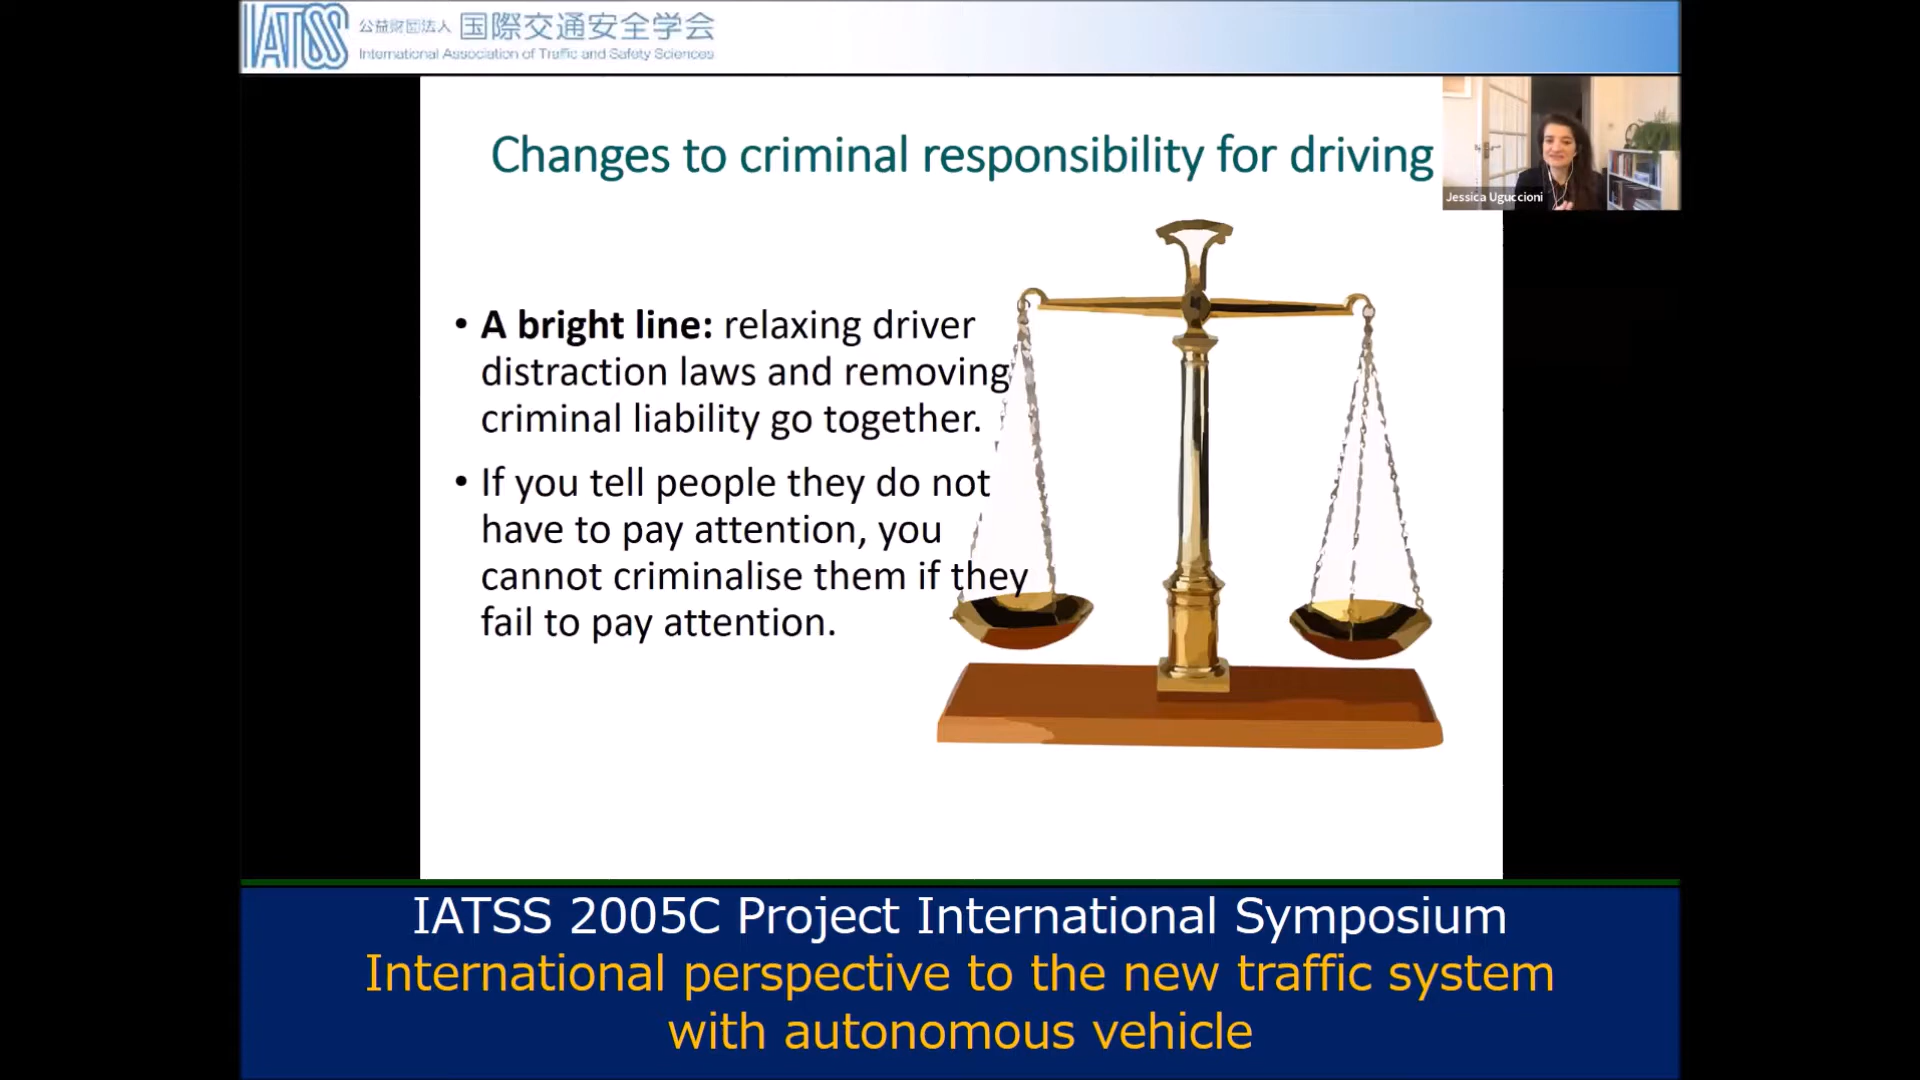 IATSS
公益財団法人 国際交通安全学会
International Association of Traffic and Safety Sciences
Changes to criminal responsibility for driving
Jessica Uguccioni
• A bright line: relaxing driver
distraction laws and removing
criminal liability go together.
• If you tell people they do not
have to pay attention, you
cannot criminalise them if they
fail to pay attention.
IATSS 2005C Project International Symposium
International perspective to the new traffic system
with autonomous vehicle